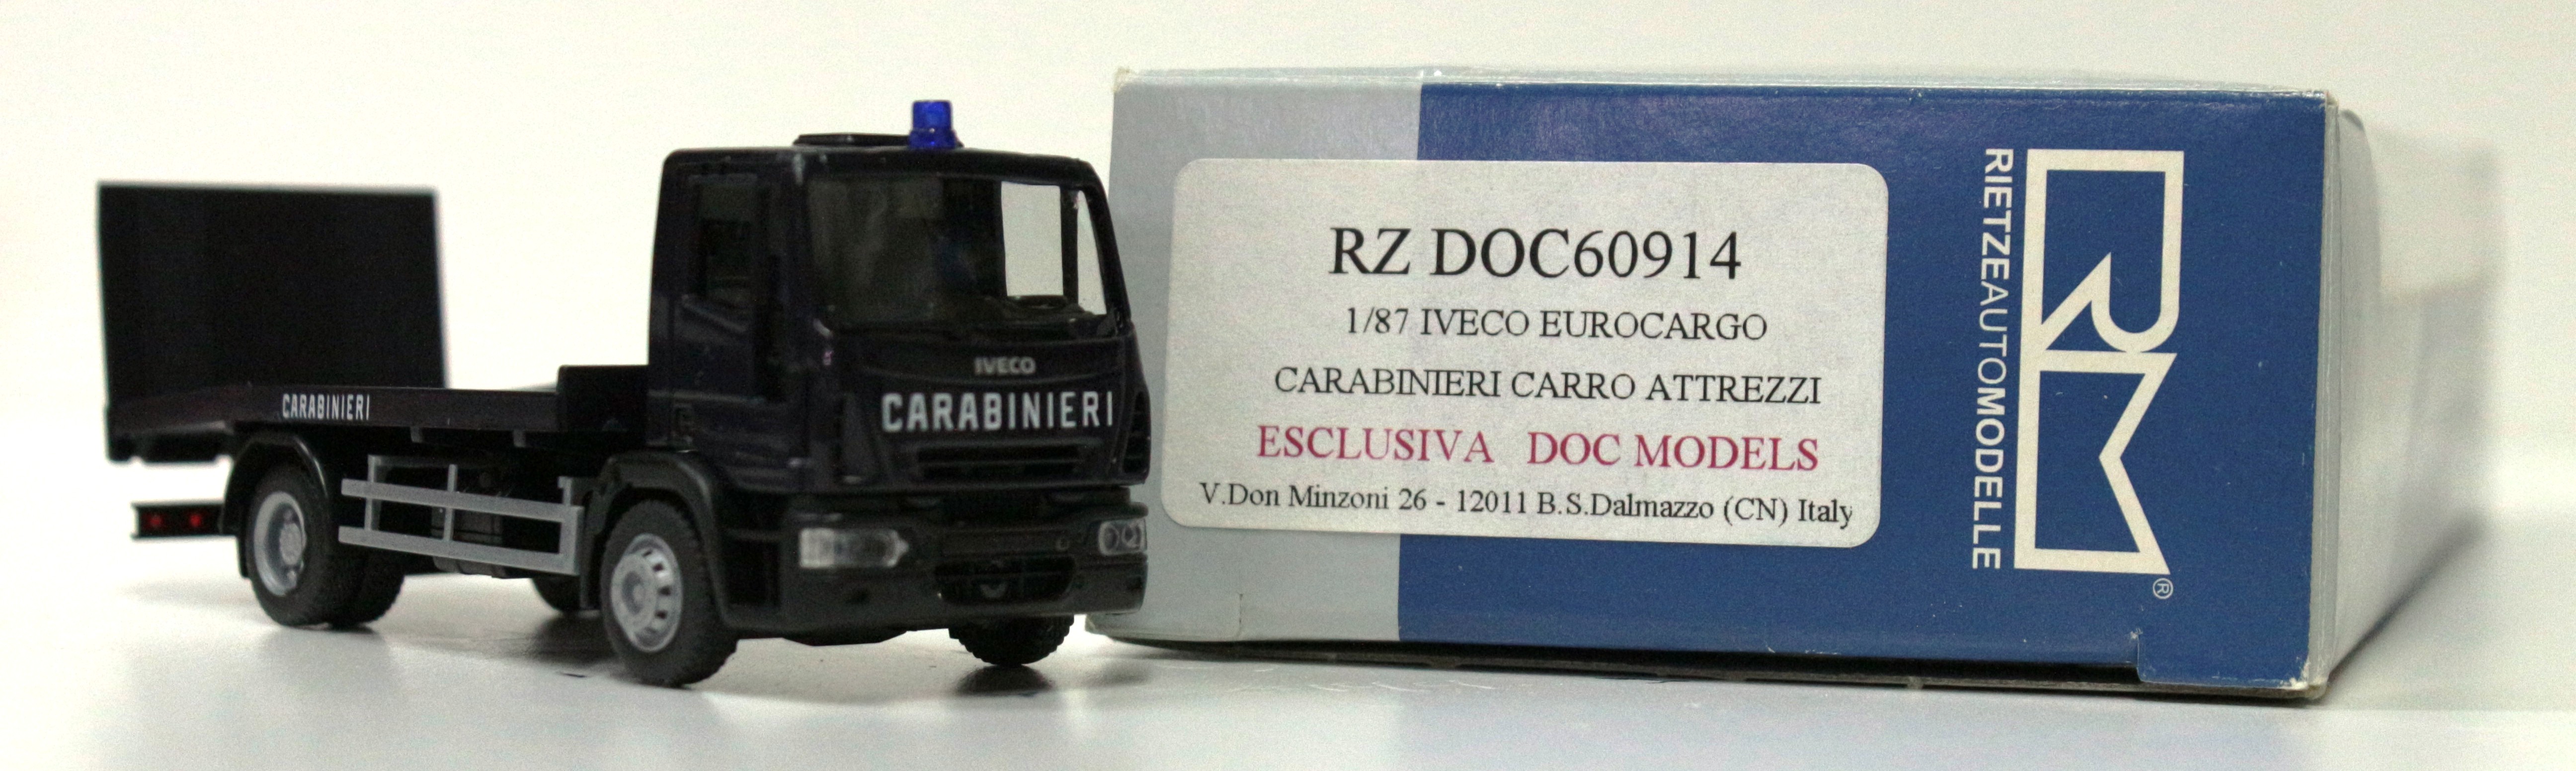 CARABINIERI
IVECO
CARABINIERI
RZ DOC60914
1/87 IVECO EUROCARGO
CARABINIERI CARRO ATTREZZI
ESCLUSIVA DOC MODELS
V.Don Minzoni 26 - 12011 B.S.Dalmazzo (CN) Italy
RIETZEAUTOMODELLE
RM
®